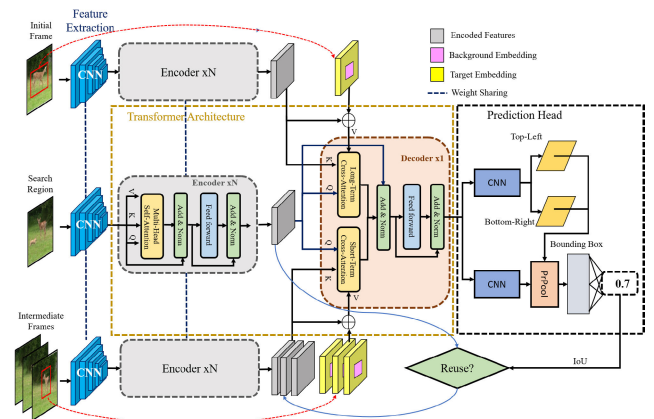 Initial
Frame
Feature
Extraction
CNN
Encoder xN
Encoded Features
Background Embedding
Target Embedding
Weight Sharing
Transformer Architecture
V
Prediction Head
Top-Left
Search
Region
CNN
Encoder xN
V
K
Q
Multi-Head
Self-Attention
Add & Norm
Feed forward
Add & Norm
Decoder x1
K
Q
Long-Term
Cross-Attention
Q
K
Short-Term
Cross-Attention
V
Add & Norm
Feed forward
Add & Norm
CNN
Bottom-Right
Bounding Box
CNN
PrPool
0.7
Intermediate
Frames
CNN
Encoder xN
Reuse?
IoU